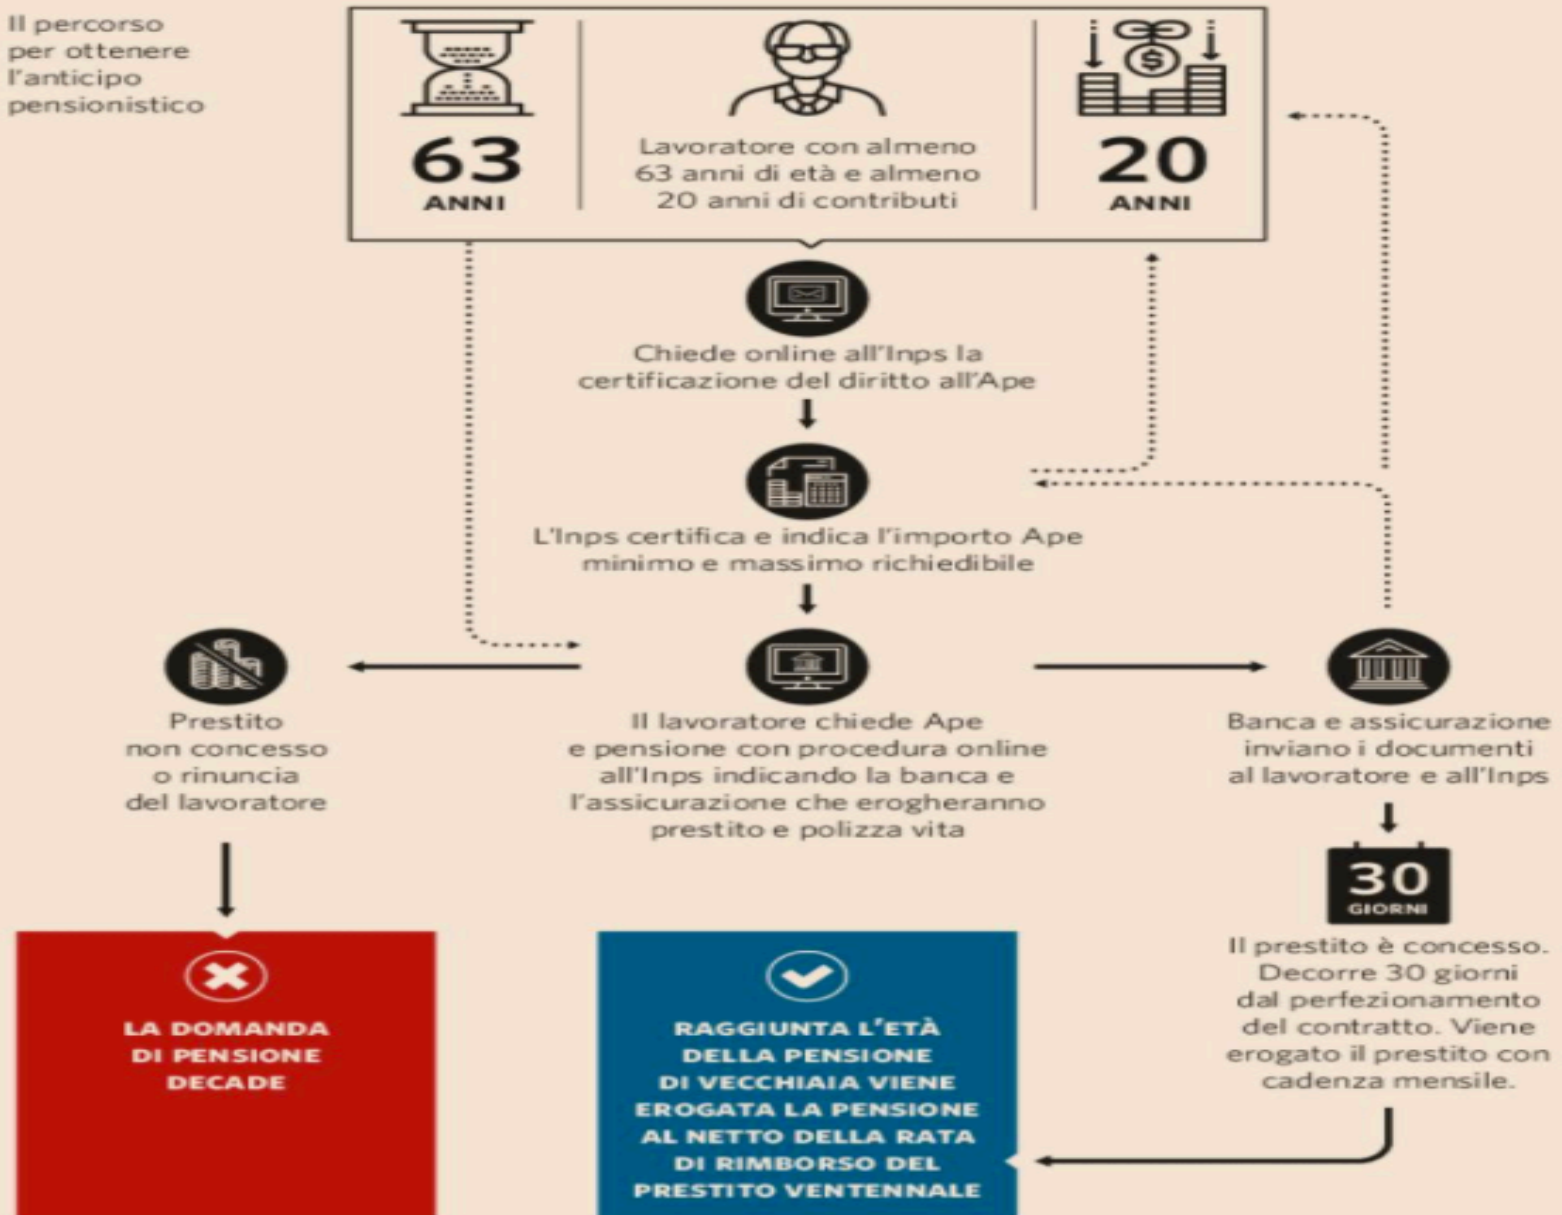 Il percorso
per ottenere
l'anticipo
pensionistico
63
ANNI
Lavoratore con almeno
63 anni di età e almeno
20 anni di contributi
$
20
ANNI
Chiede online all'Inps la
certificazione del diritto all'Ape
L'Inps certifica e indica l'importo Ape
minimo e massimo richiedibile
Prestito
non concesso
o rinuncia
del lavoratore
Il lavoratore chiede Ape
e pensione con procedura online
all'Inps indicando la banca e
l'assicurazione che erogheranno
prestito e polizza vita
Banca e assicurazione
inviano i documenti
al lavoratore e all'Inps
30
GIORNI
Il prestito è concesso.
Decorre 30 giorni
dal perfezionamento
del contratto. Viene
erogato il prestito con
cadenza mensile.
LA DOMANDA
DI PENSIONE
DECADE
RAGGIUNTA L'ETÀ
DELLA PENSIONE
DI VECCHIAIA VIENE
EROGATA LA PENSIONE
AL NETTO DELLA RATA
DI RIMBORSO DEL
PRESTITO VENTENNALE